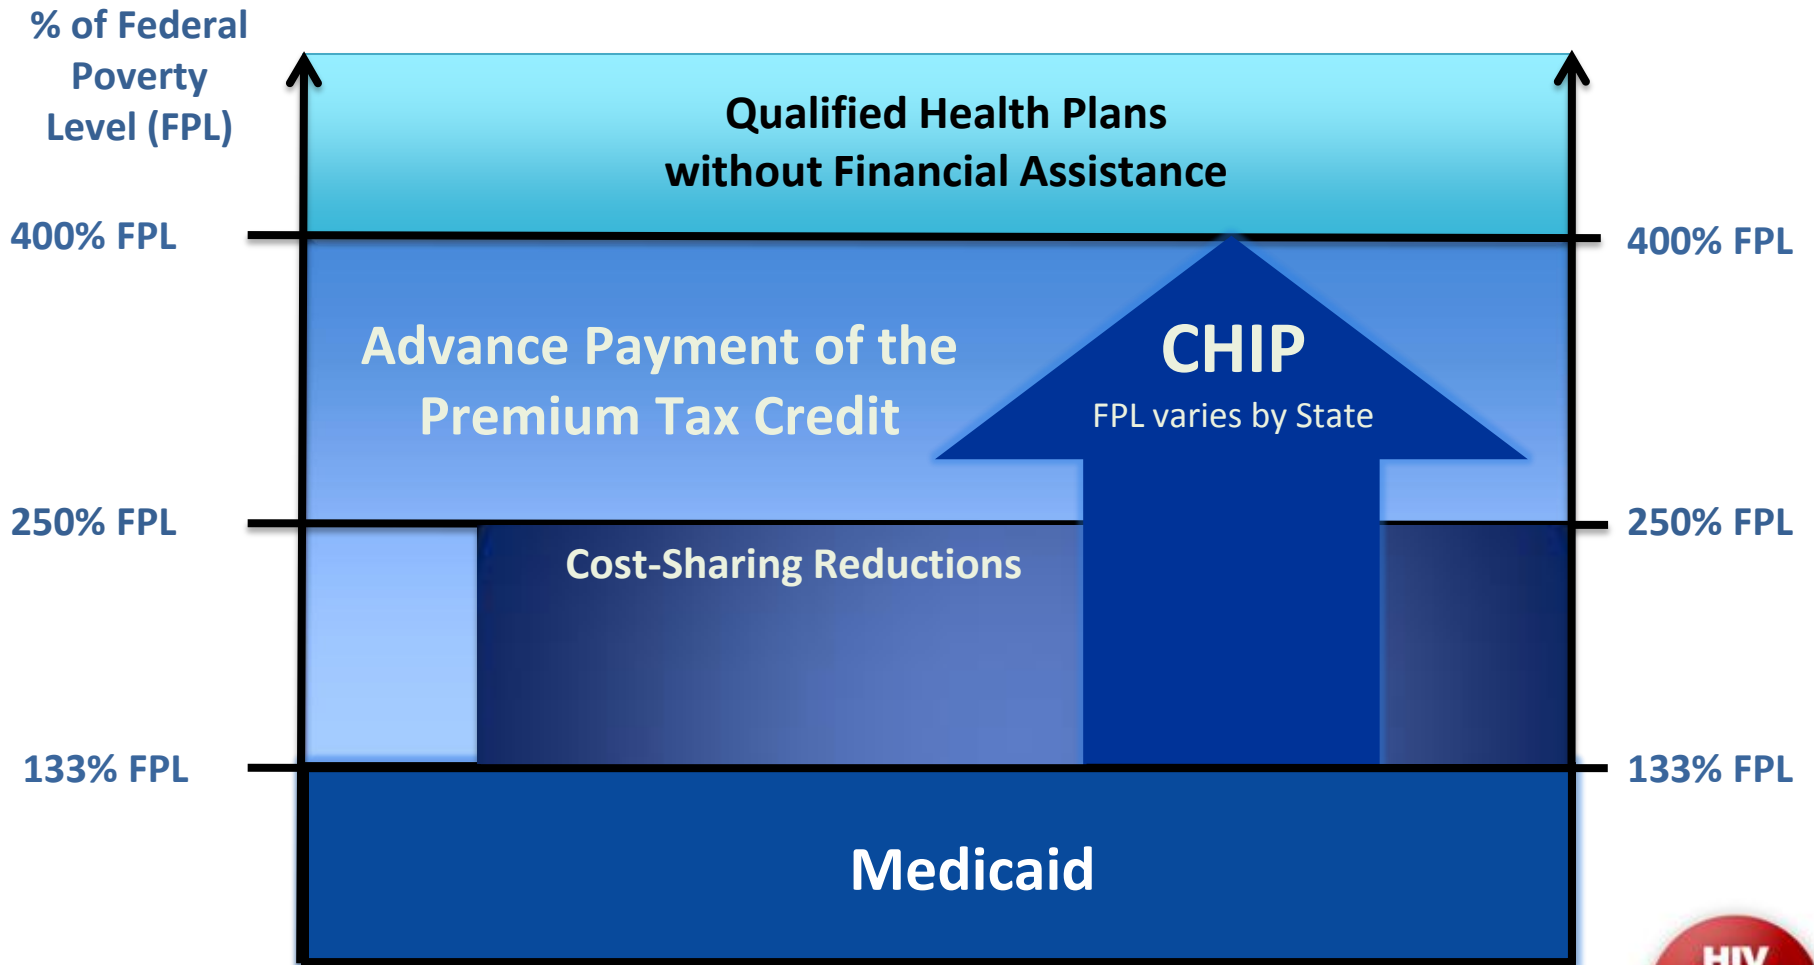 % of Federal
Poverty
Level (FPL)
Qualified Health Plans
without Financial Assistance
400% FPL
400% FPL
Advance Payment of the
Premium Tax Credit
CHIP
FPL varies by State
250% FPL
250% FPL
Cost-Sharing Reductions
133% FPL
133% FPL
Medicaid
HIV